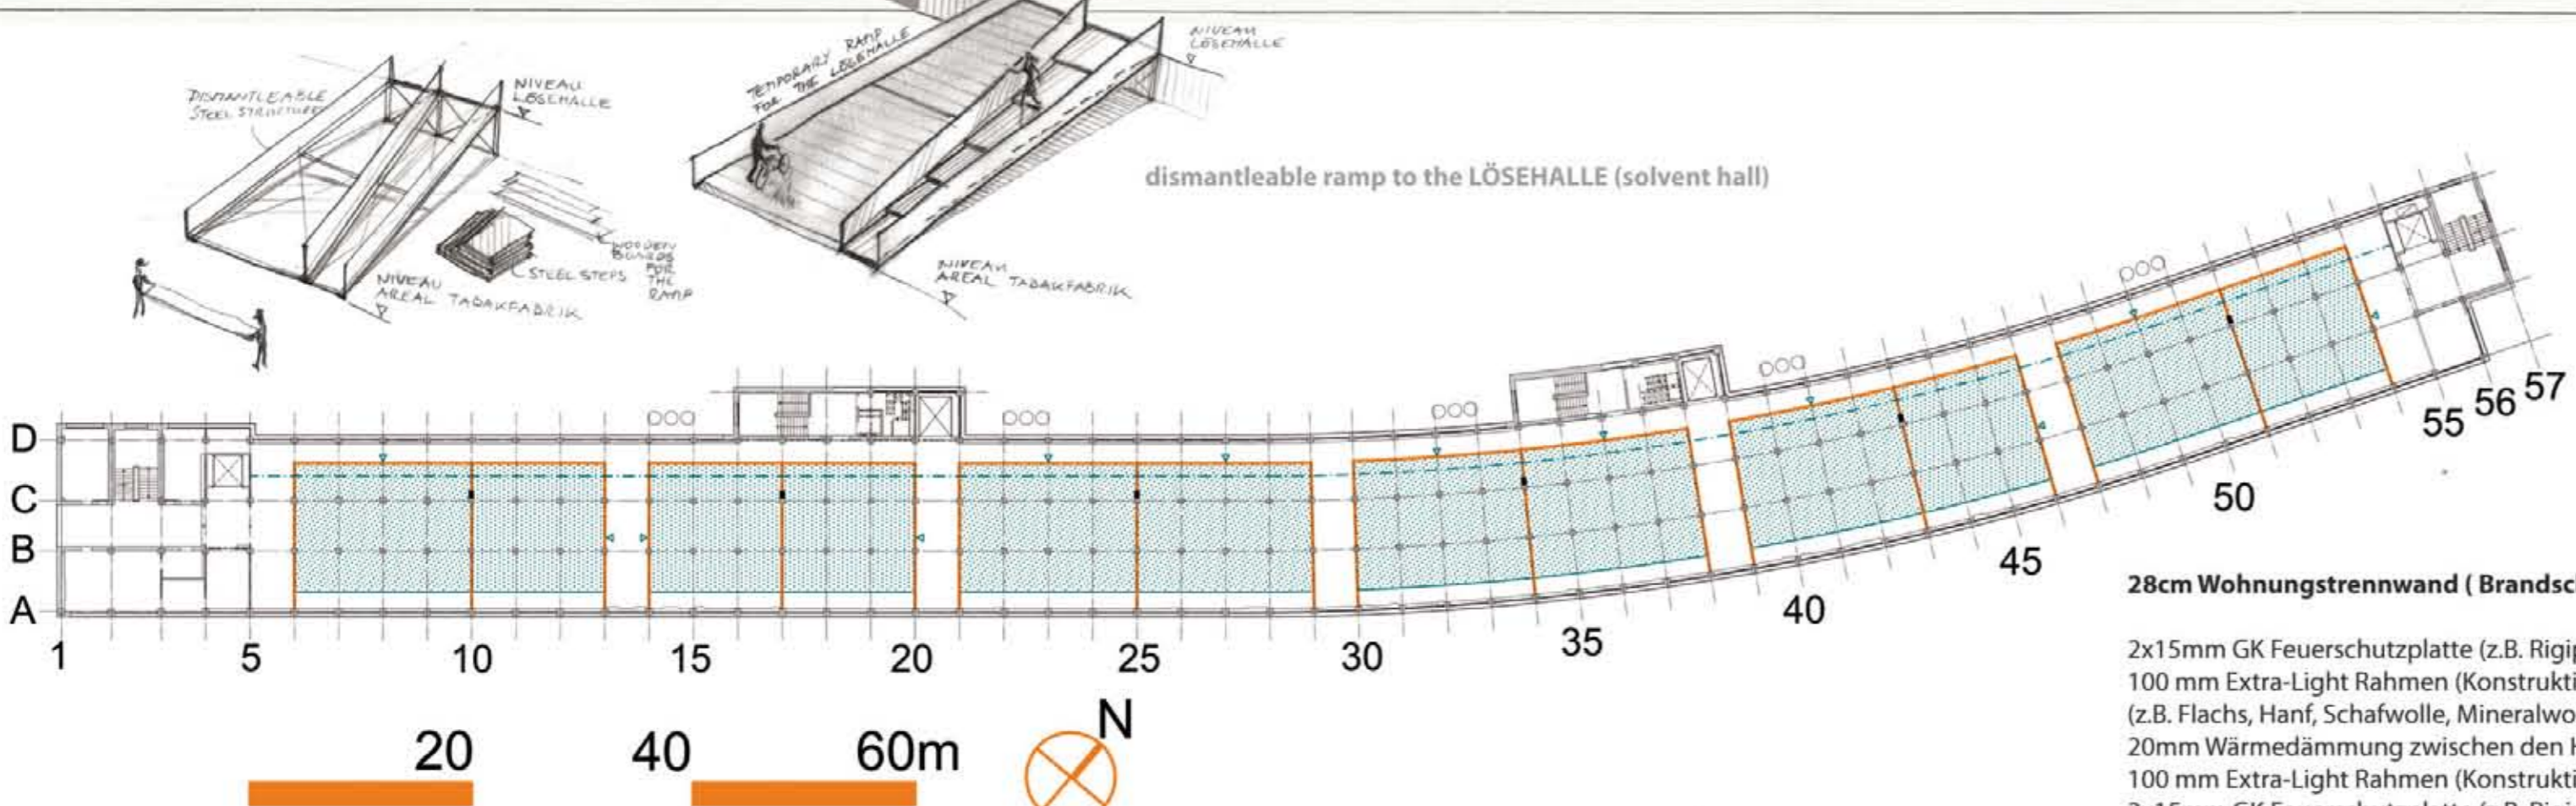 DISMANTLEABLE
STEEL STRUCTURE
NIVEAU
LÖSEHALLE
WOODEN
BOARDS
FOR
THE
RAMP
STEEL STEPS
NIVEAU
AREAL TABAKFABRIK
TEMPORARY RAMP
FOR THE LÖSEHALLE
NIVEAU
LÖSEHALLE
NIVEAU
AREAL TABAKFABRIK
dismantleable ramp to the LÖSEHALLE (solvent hall)
D
C
B
A
1 5 10 15 20 25 30 35 40 45 50 55 56 57
20 40 60m
N
28cm Wohnungstrennwand ( Brandsc
2x15mm GK Feuerschutzplatte (z.B. Rigip
100 mm Extra-Light Rahmen (Konstrukti
(z.B. Flachs, Hanf, Schafwolle, Mineralwo
20mm Wärmedämmung zwischen den H
100 mm Extra-Light Rahmen (Konstrukti